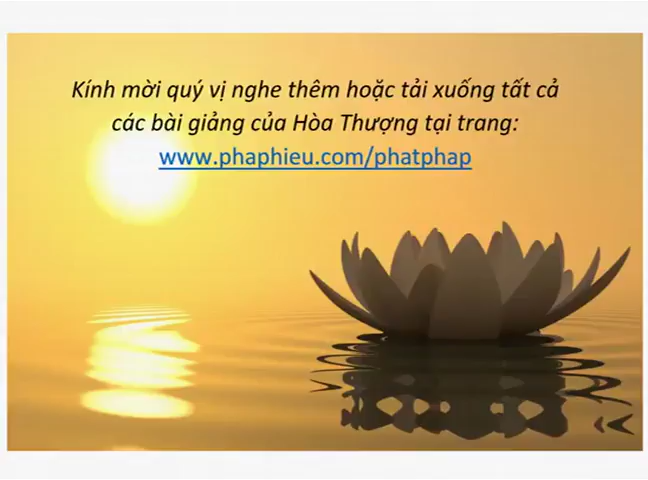 Kính mời quý vị nghe thêm hoặc tải xuống tất cả
các bài giảng của Hòa Thượng tại trang:
www.phaphieu.com/phatphap